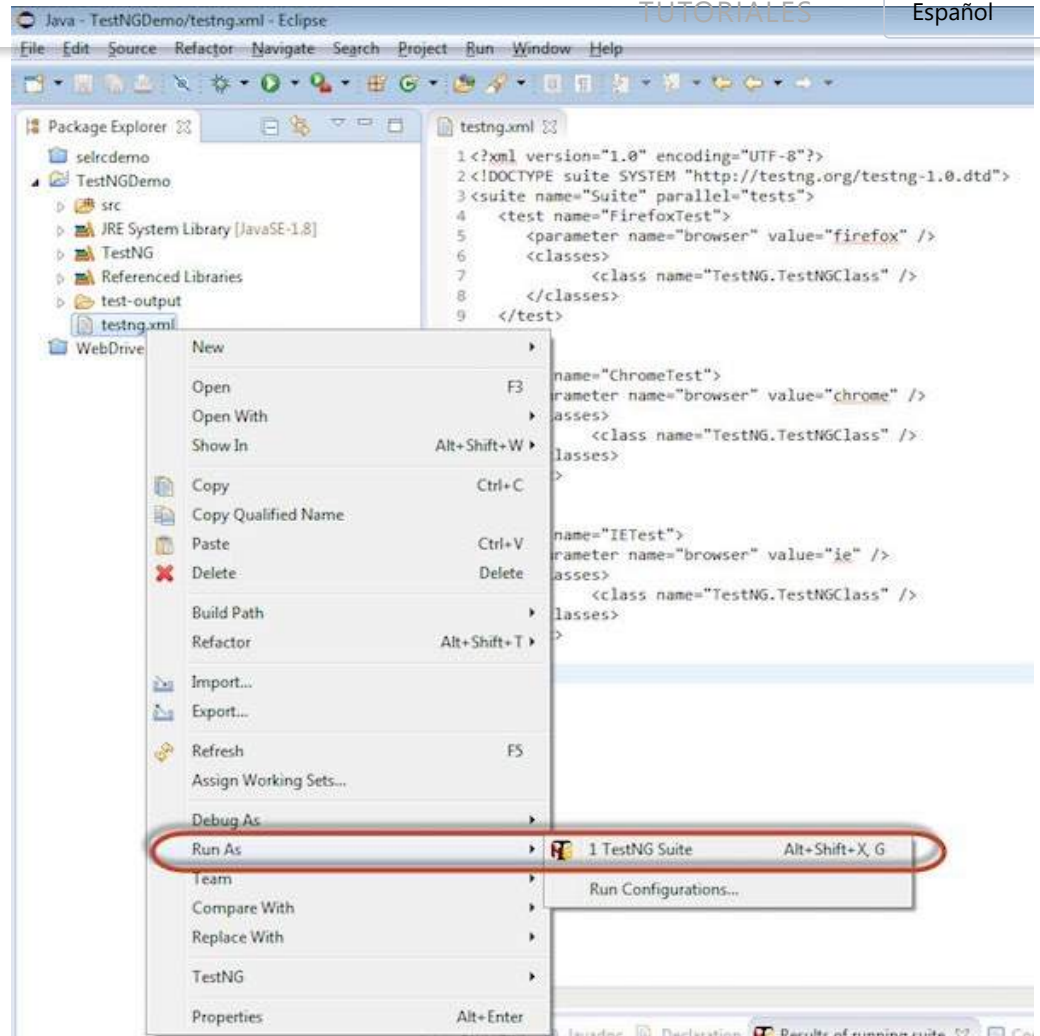 TUTORIALES
Español
Java - TestNGDemo/testng.xml - Eclipse
File Edit Source Refactor Navigate Search Project Run Window Help
Package Explorer
selrcdemo
TestNGDemo
src
JRE System Library [JavaSE-1.8]
TestNG
Referenced Libraries
test-output
testng.xml
WebDrive
testng.xml
1 <?xml version="1.0" encoding="UTF-8"?>
2 <!DOCTYPE suite SYSTEM "http://testng.org/testng-1.0.dtd">
3 <suite name="Suite" parallel="tests">
4 <test name="FirefoxTest">
5 <parameter name="browser" value="firefox" />
6 <classes>
7 <class name="TestNG.TestNGClass" />
8 </classes>
9 </test>
name="ChromeTest">
rameter name="browser" value="chrome" />
asses>
<class name="TestNG.TestNGClass" />
lasses>
>
name="IETest">
rameter name="browser" value="ie" />
asses>
<class name="TestNG.TestNGClass" />
lasses>
>
New
Open F3
Open With
Show In Alt+Shift+W
Copy Ctrl+C
Copy Qualified Name
Paste Ctrl+V
Delete Delete
Build Path
Refactor Alt+Shift+T
Import...
Export...
Refresh F5
Assign Working Sets...
Debug As
Run As
1 TestNG Suite Alt+Shift+X, G
Run Configurations...
Team
Compare With
Replace With
TestNG
Properties Alt+Enter
Javadoc Declaration Results of running suite Co